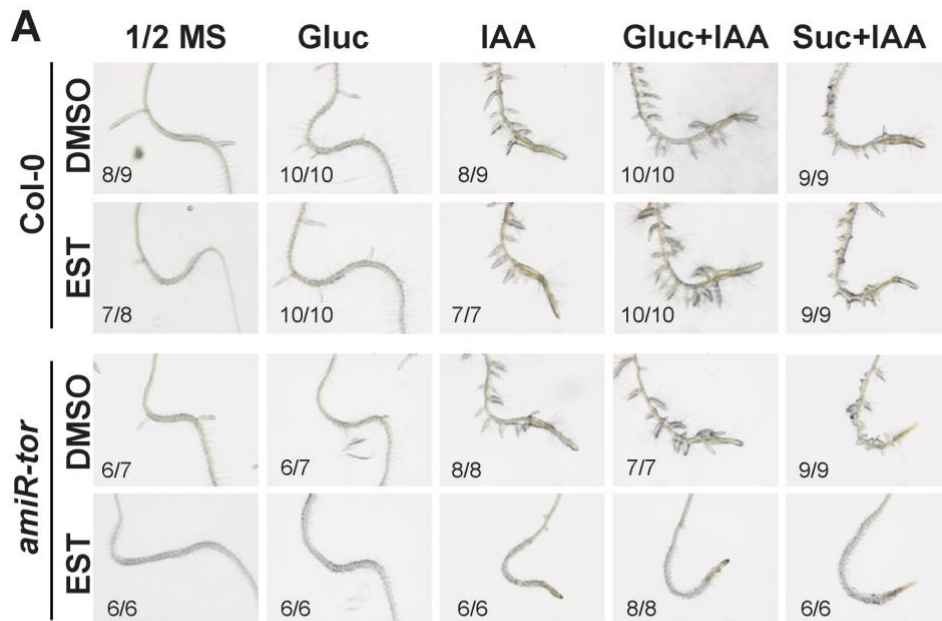 A
1/2 MS Gluc IAA Gluc+IAA Suc+IAA
Col-0
DMSO
8/9 10/10 8/9 10/10 9/9
EST
7/8 10/10 7/7 10/10 9/9
amiR-tor
DMSO
6/7 6/7 8/8 7/7 9/9
EST
6/6 6/6 6/6 8/8 6/6